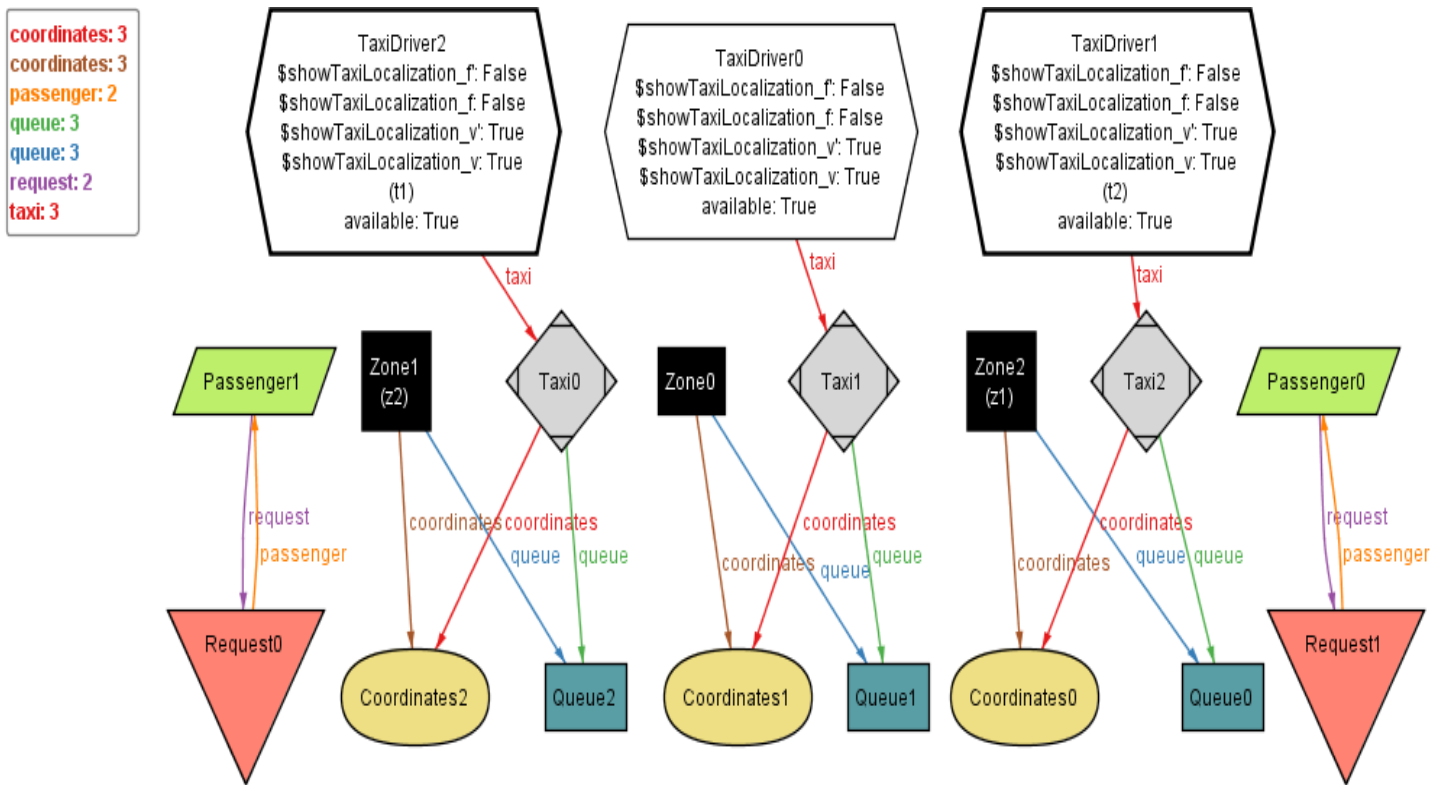 coordinates: 3
coordinates: 3
passenger: 2
queue: 3
queue: 3
request: 2
taxi: 3
TaxiDriver2
$showTaxiLocalization_f': False
$showTaxiLocalization_f: False
$showTaxiLocalization_v': True
$showTaxiLocalization_v: True
(t1)
available: True
TaxiDriver0
$showTaxiLocalization_f': False
$showTaxiLocalization_f: False
$showTaxiLocalization_v': True
$showTaxiLocalization_v: True
available: True
TaxiDriver1
$showTaxiLocalization_f': False
$showTaxiLocalization_f: False
$showTaxiLocalization_v': True
$showTaxiLocalization_v: True
(t2)
available: True
taxi
taxi
taxi
Passenger1
Zone1
(z2)
Taxi0
Zone0
Taxi1
Zone2
(z1)
Taxi2
Passenger0
request
passenger
coordinates
coordinates
queue
queue
coordinates
coordinates
queue
queue
coordinates
coordinates
queue
queue
request
passenger
Request0
Coordinates2
Queue2
Coordinates1
Queue1
Coordinates0
Queue0
Request1